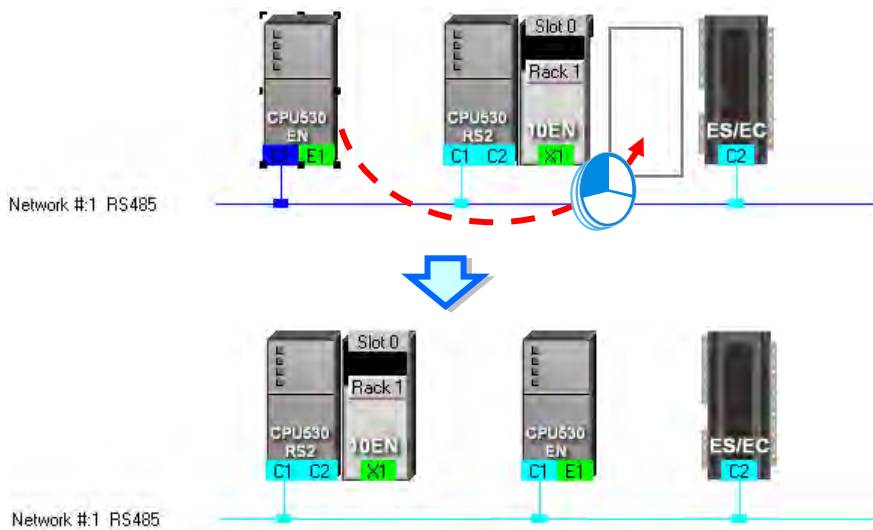 Slot 0
Rack 1
CPU530
EN
C1 E1
CPU530
RS2
C1 C2
10EN
X1
ES/EC
C2
Network #:1 RS485
Slot 0
Rack 1
CPU530
RS2
C1 C2
10EN
X1
CPU530
EN
C1 E1
ES/EC
C2
Network #:1 RS485